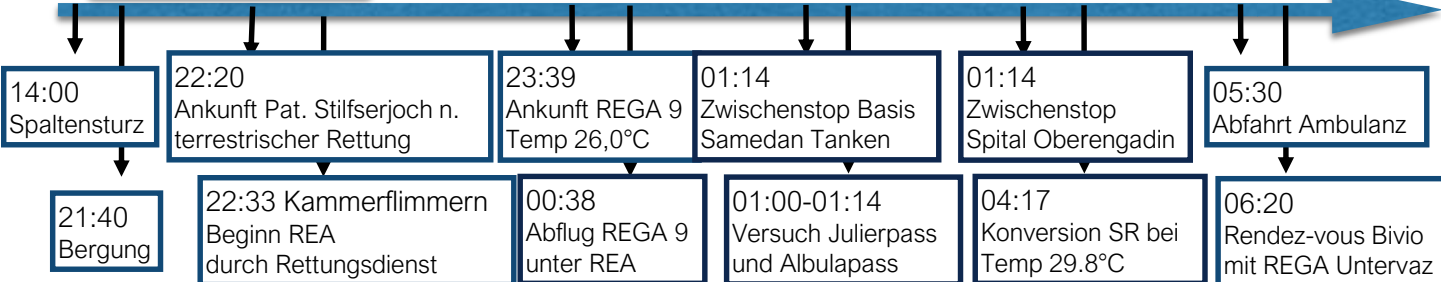 14:00
Spaltensturz
21:40
Bergung
22:20
Ankunft Pat. Stilfserjoch n.
terrestrischer Rettung
22:33 Kammerflimmern
Beginn REA
durch Rettungsdienst
23:39
Ankunft REGA 9
Temp 26,0°C
00:38
Abflug REGA 9
unter REA
01:14
Zwischenstop Basis
Samedan Tanken
01:00-01:14
Versuch Julierpass
und Albulapass
01:14
Zwischenstop
Spital Oberengadin
04:17
Konversion SR bei
Temp 29.8°C
05:30
Abfahrt Ambulanz
06:20
Rendez-vous Bivio
mit REGA Untervaz